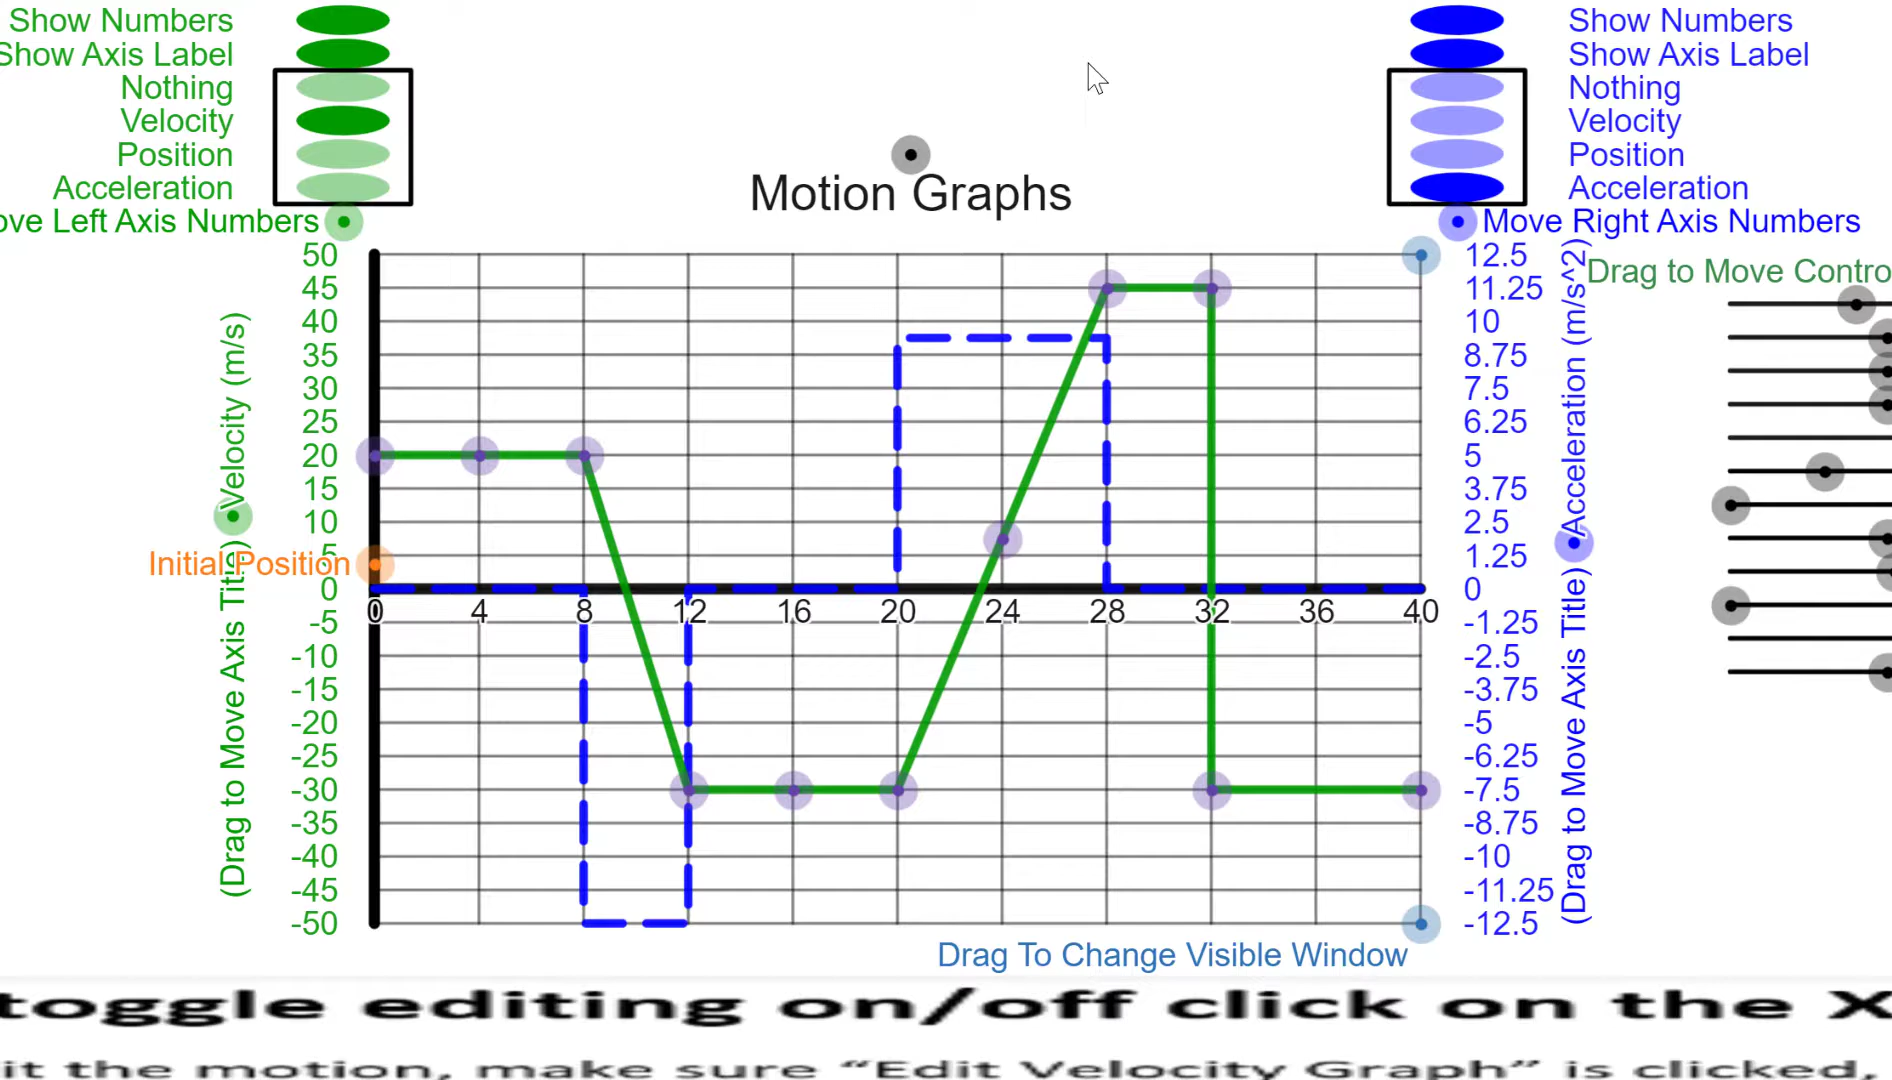 Show Numbers
Show Axis Label
Nothing
Velocity
Position
Acceleration
ove Left Axis Numbers
Show Numbers
Show Axis Label
Nothing
Velocity
Position
Acceleration
Move Right Axis Numbers
Motion Graphs
Drag to Move Contro
50
45
40
35
30
25
20
15
10
5
0
-5
-10
-15
-20
-25
-30
-35
-40
-45
-50
(Drag to Move Axis Title) Velocity (m/s)
Initial Position
0 4 8 12 16 20 24 28 32 36 40
12.5
11.25
10
8.75
7.5
6.25
5
3.75
2.5
1.25
0
-1.25
-2.5
-3.75
-5
-6.25
-7.5
-8.75
-10
-11.25
-12.5
(Drag to Move Axis Title) Acceleration (m/s^2)
Drag To Change Visible Window
toggle editing on/off click on the X
it the motion, make sure “Edit Velocity Graph” is clicked,